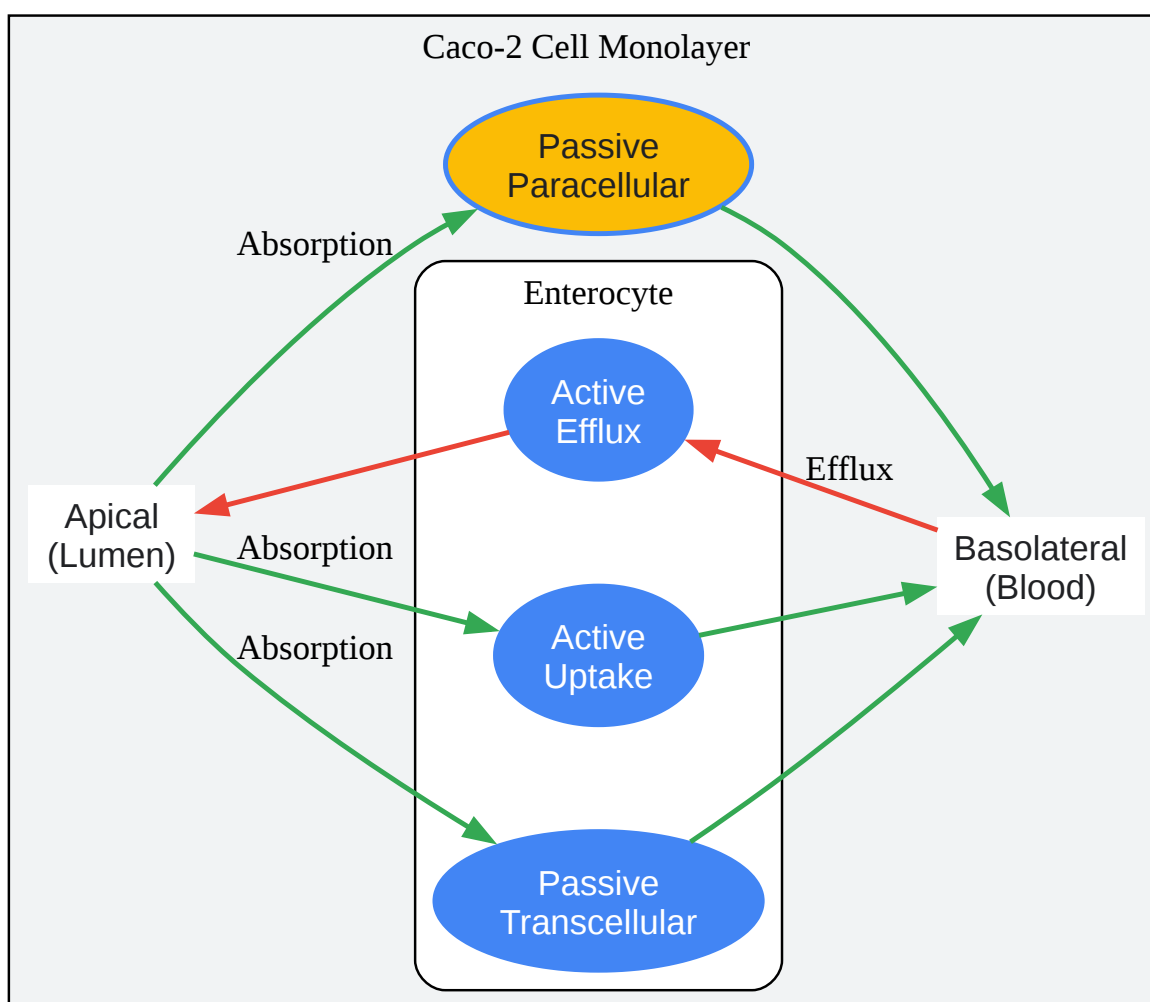 Caco-2 Cell Monolayer
Passive
Paracellular
Absorption
Enterocyte
Active
Efflux
Efflux
Apical
(Lumen)
Absorption
Basolateral
(Blood)
Active
Uptake
Absorption
Passive
Transcellular